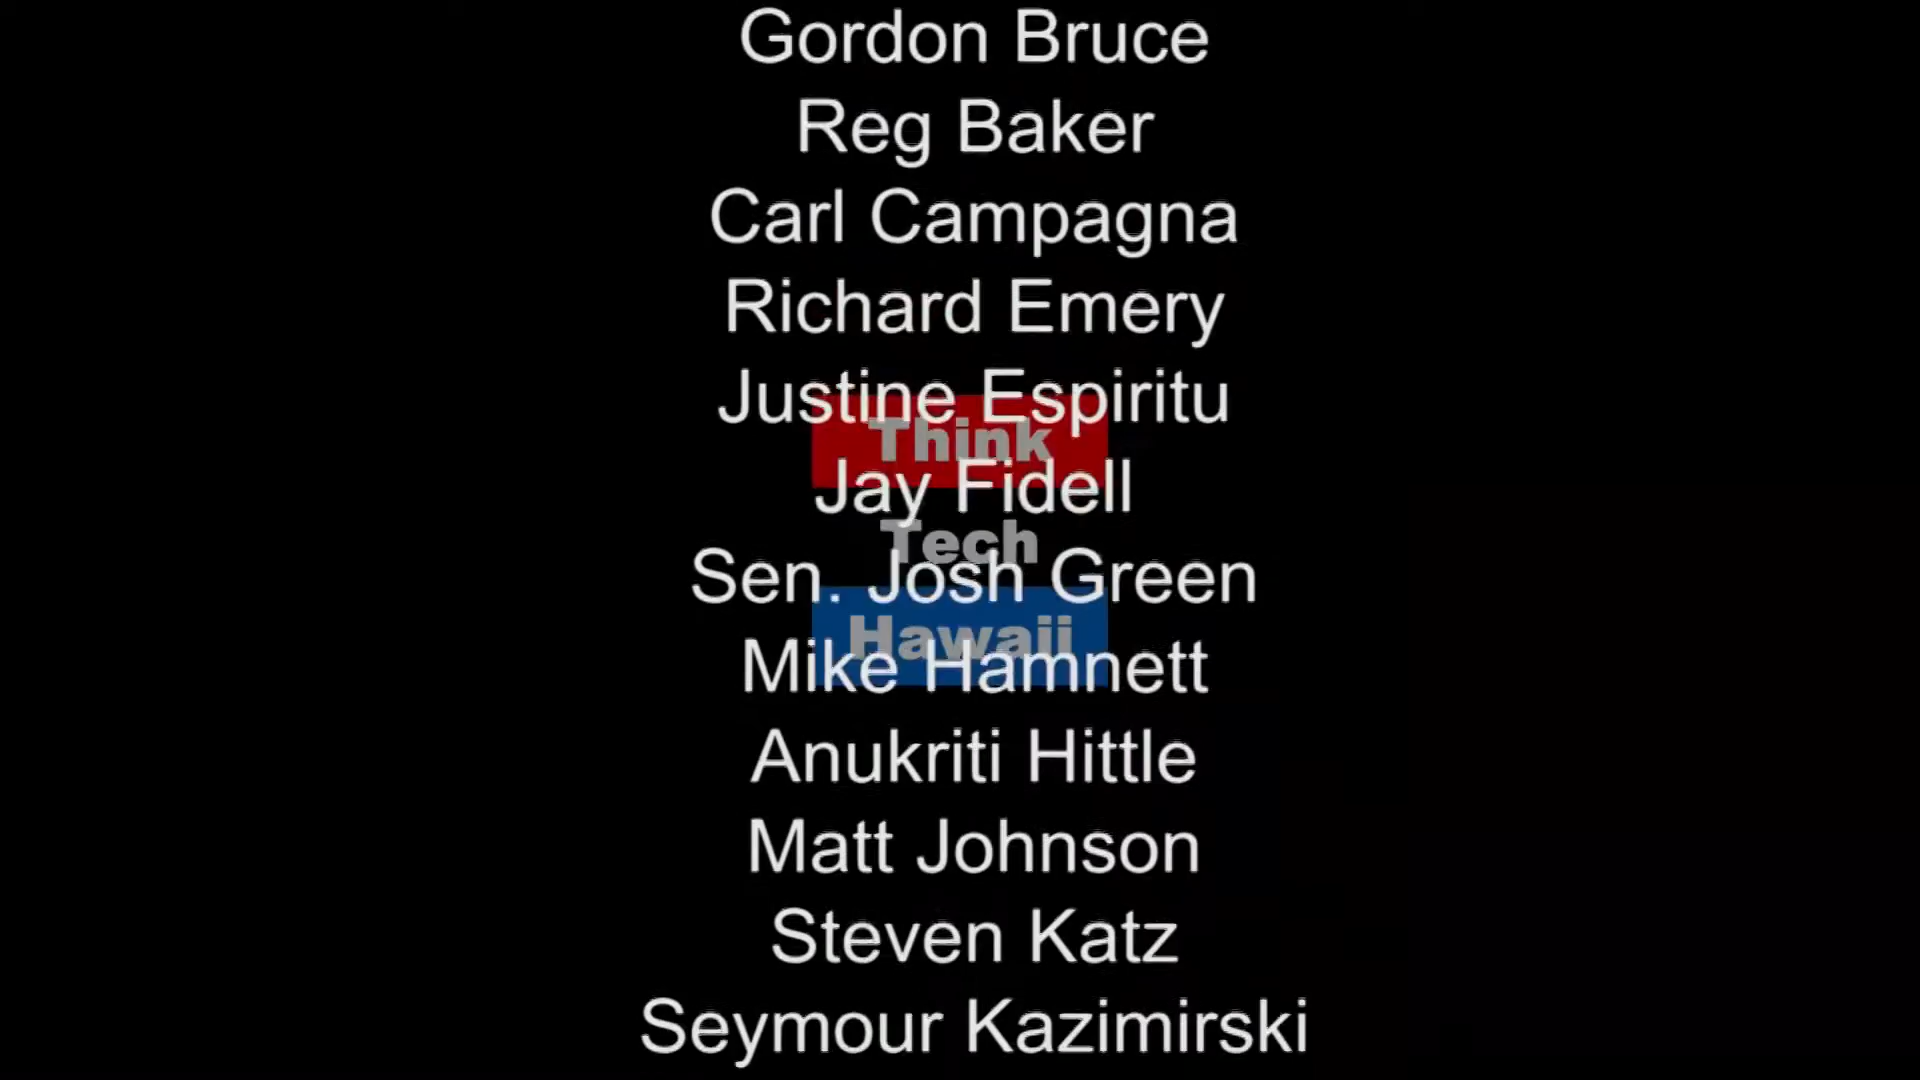 Gordon Bruce
Reg Baker
Carl Campagna
Richard Emery
Justine Espiritu
Think
Jay Fidell
Tech
Sen. Josh Green
Hawaii
Mike Hamnett
Anukriti Hittle
Matt Johnson
Steven Katz
Seymour Kazimirski